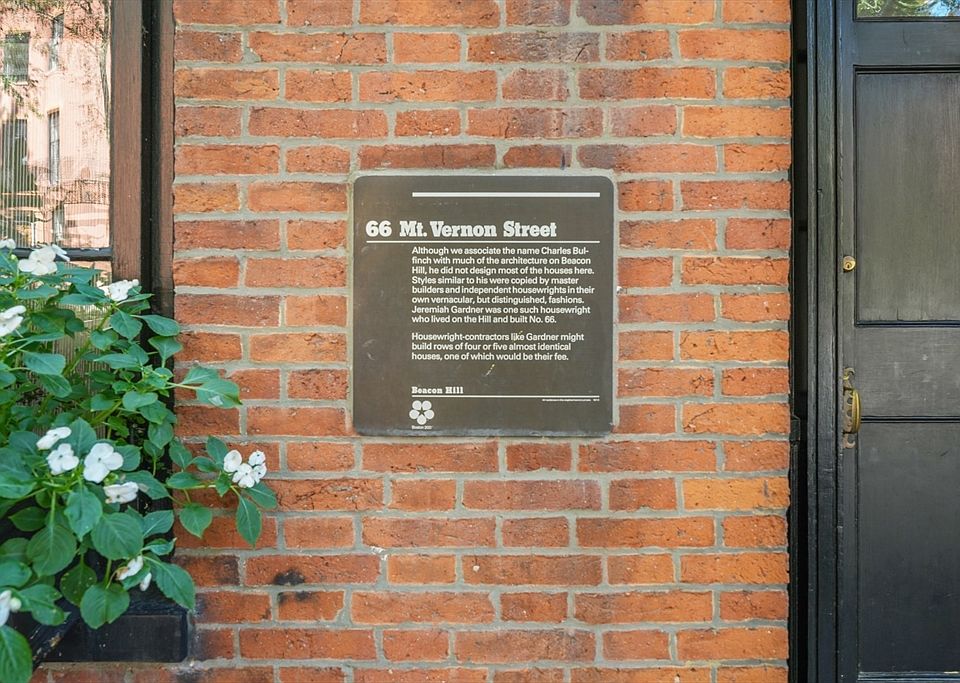 66 Mt. Vernon Street
Although we associate the name Charles Bul-
finch with much of the architecture on Beacon
Hill, he did not design most of the houses here.
Styles similar to his were copied by master
builders and independent housewrights in their
own vernacular, but distinguished, fashions.
Jeremiah Gardner was one such housewright
who lived on the Hill and built No. 66.
Housewright-contractors like Gardner might
build rows of four or five almost identical
houses, one of which would be their fee.
Beacon Hill
Boston 200